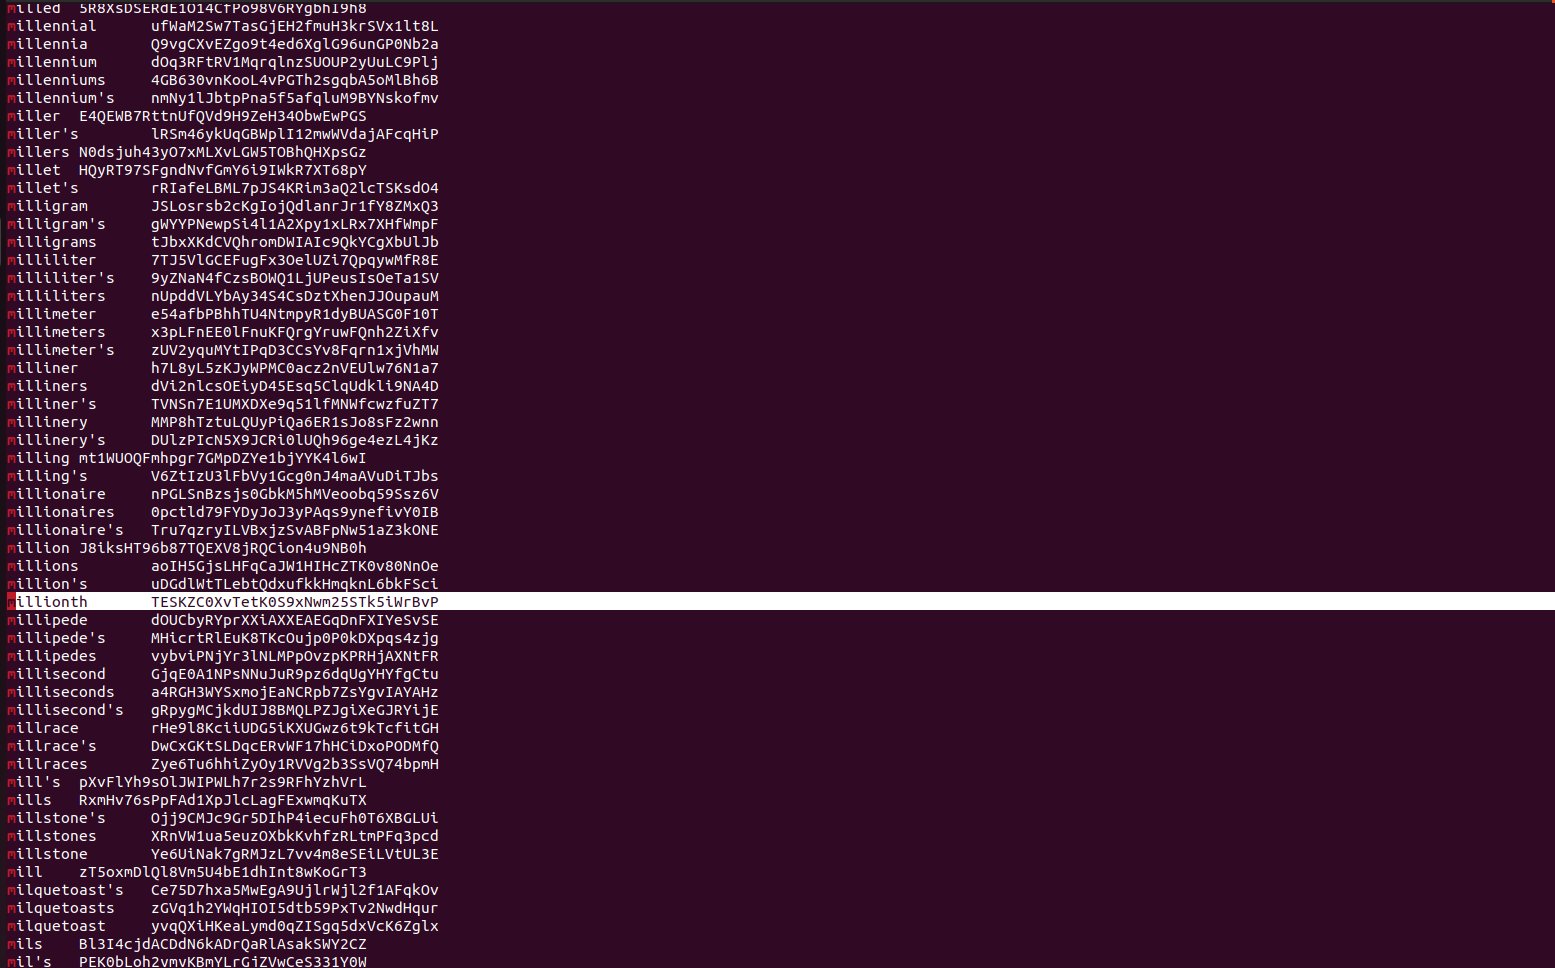 milled	5R8XsDSERdE1O14CfPo98V6RYgbhI9h8
millennial	ufWaM2Sw7TasGjEH2fmuH3krSVx1lt8L
millennia	Q9vgCXvEZgo9t4ed6XglG96unGP0Nb2a
millennium	dOq3RFtRV1MqrqlnzSUOUP2yUuLC9Plj
millenniums	4GB630vnKooL4vPGTh2sgqbA5oMlBh6B
millennium's	nmNy1lJbtpPna5f5afqluM9BYNskofmv
miller	E4QEWB7RttnUfQVd9H9ZeH34ObwEwPGS
miller's	lRSm46ykUqGBWplI12mwWVdajAFcqHiP
millers	N0dsjuh43yO7xMLXvLGW5TOBhQHXpsGz
millet	HQyRT97SFgndNvfGmY6i9IWkR7XT68pY
millet's	rRIafeLBML7pJS4KRim3aQ2lcTSKsdO4
milligram	JSLosrsb2cKgIojQdlanrJr1fY8ZMxQ3
milligram's	gWYYPNewpSi4l1A2Xpy1xLRx7XHfWmpF
milligrams	tJbxXKdCVQhromDWIAIc9QkYCgXbUlJb
milliliter	7TJ5VlGCEFugFx3OelUZi7QpqywMfR8E
milliliter's	9yZNaN4fCzsBOWQ1LjUPeusIsOeTa1SV
milliliters	nUpddVLYbAy34S4CsDztXhenJJOupauM
millimeter	e54afbPBhhTU4NtmpyR1dyBUASG0F10T
millimeters	x3pLFnEE0lFnuKFQrgYruwFQnh2ZiXfv
millimeter's	zUV2yquMYtIPqD3CCsYv8Fqrn1xjVhMW
milliner	h7L8yL5zKJyWPMC0acz2nVEUlw76N1a7
milliners	dVi2nlcsOEiyD45Esq5ClqUdkli9NA4D
milliner's	TVNSn7E1UMXDXe9q51lfMNWfcwzfuZT7
millinery	MMP8hTztuLQUyPiQa6ER1sJo8sFz2wnn
millinery's	DUlzPIcN5X9JCRi0lUQh96ge4ezL4jKz
milling	mt1WUOQFmhpgr7GMpDZYe1bjYYK4l6wI
milling's	V6ZtIzU3lFbVy1Gcg0nJ4maAVuDiTJbs
millionaire	nPGLSnBzsjs0GbkM5hMVeoobq59Ssz6V
millionaires	0pctld79FYDyJoJ3yPAqs9ynefivY0IB
millionaire's	Tru7qzryILVBxjzSvABFpNw51aZ3kONE
million	J8iksHT96b87TQEXV8jRQCion4u9NB0h
millions	aoIH5GjsLHFqCaJW1HIHcZTK0v80NnOe
million's	uDGdlWtTLebtQdxufkkHmqknL6bkFSci
millionth	TESKZC0XvTetK0S9xNwm25STk5iWrBvP
millipede	dOUCbyRYprXXiAXXEAEGqDnFXIYeSvSE
millipede's	MHicrtRlEuK8TKcOujp0P0kDXpqs4zjg
millipedes	vybviPNjYr3lNLMPpOvzpKPRHjAXNtFR
millisecond	GjqE0A1NPsNNuJuR9pz6dqUgYHYfgCtu
milliseconds	a4RGH3WYSxmojEaNCRpb7ZsYgvIAYAHz
millisecond's	gRpygMCjkdUIJ8BMQLPZJgiXeGJRYijE
millrace	rHe9l8KciiUDG5iKXUGwz6t9kTcfitGH
millrace's	DwCxGKtSLDqcERvWF17hHCiDxoPODMfQ
millraces	Zye6Tu6hhiZyOy1RVVg2b3SsVQ74bpmH
mill's	pXvFlYh9sOlJWIPWLh7r2s9RFhYzhVrL
mills	RxmHv76sPpFAd1XpJlcLagFExwmqKuTX
millstone's	Ojj9CMJc9Gr5DIhP4iecuFh0T6XBGLUi
millstones	XRnVW1ua5euzOXbkKvhfzRLtmPFq3pcd
millstone	Ye6UiNak7gRMJzL7vv4m8eSEiLVtUL3E
mill	zT5oxmDlQl8Vm5U4bE1dhInt8wKoGrT3
milquetoast's	Ce75D7hxa5MwEgA9UjlrWjl2f1AFqkOv
milquetoasts	zGVq1h2YWqHIOI5dtb59PxTv2NwdHqur
milquetoast	yvqQXiHKeaLymd0qZISgq5dxVcK6Zglx
mils	Bl3I4cjdACDdN6kADrQaRlAsakSWY2CZ
mil's	PEK0bLoh2vmvKBmYLrGjZVwCeS331Y0W